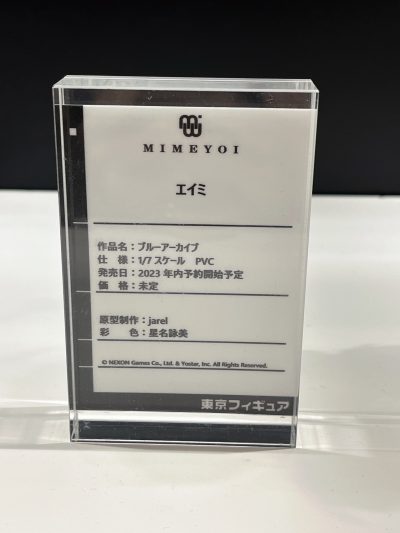 MIMEYOI
エイミ
作品名：ブルーアーカイブ
仕　様：1/7 スケール　PVC
発売日：2023 年内予約開始予定
価　格：未定
原型制作：jarel
彩　　色：星名詠美
© NEXON Games Co., Ltd. & Yostar, Inc. All Rights Reserved.
東京フィギュア